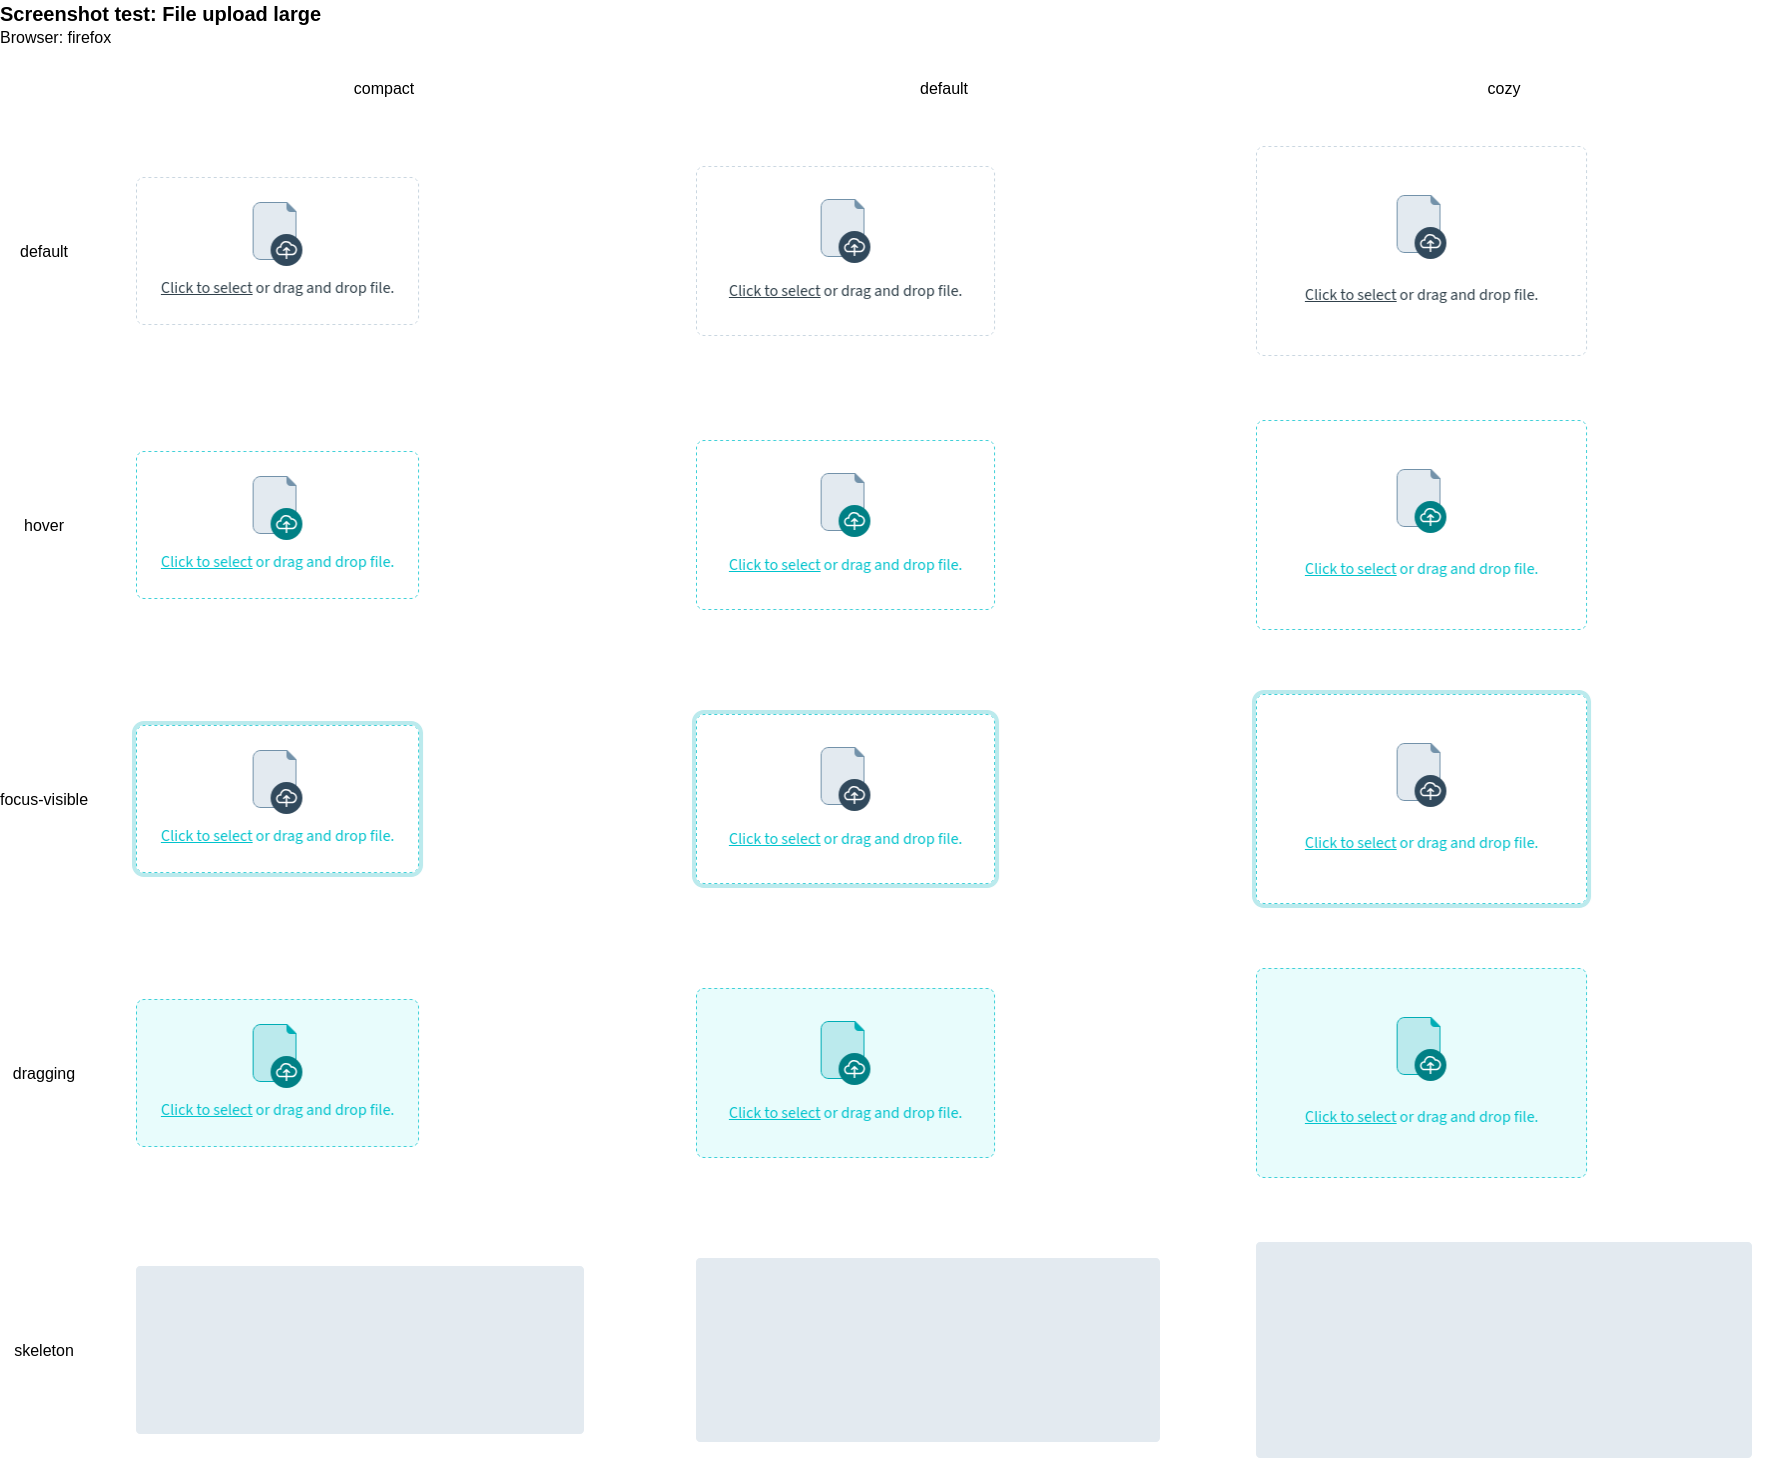 Screenshot test: File upload large
Browser: firefox
compact default cozy
default
Click to select or drag and drop file. Click to select or drag and drop file. Click to select or drag and drop file.
hover
Click to select or drag and drop file. Click to select or drag and drop file. Click to select or drag and drop file.
focus-visible
Click to select or drag and drop file. Click to select or drag and drop file. Click to select or drag and drop file.
dragging
Click to select or drag and drop file. Click to select or drag and drop file. Click to select or drag and drop file.
skeleton